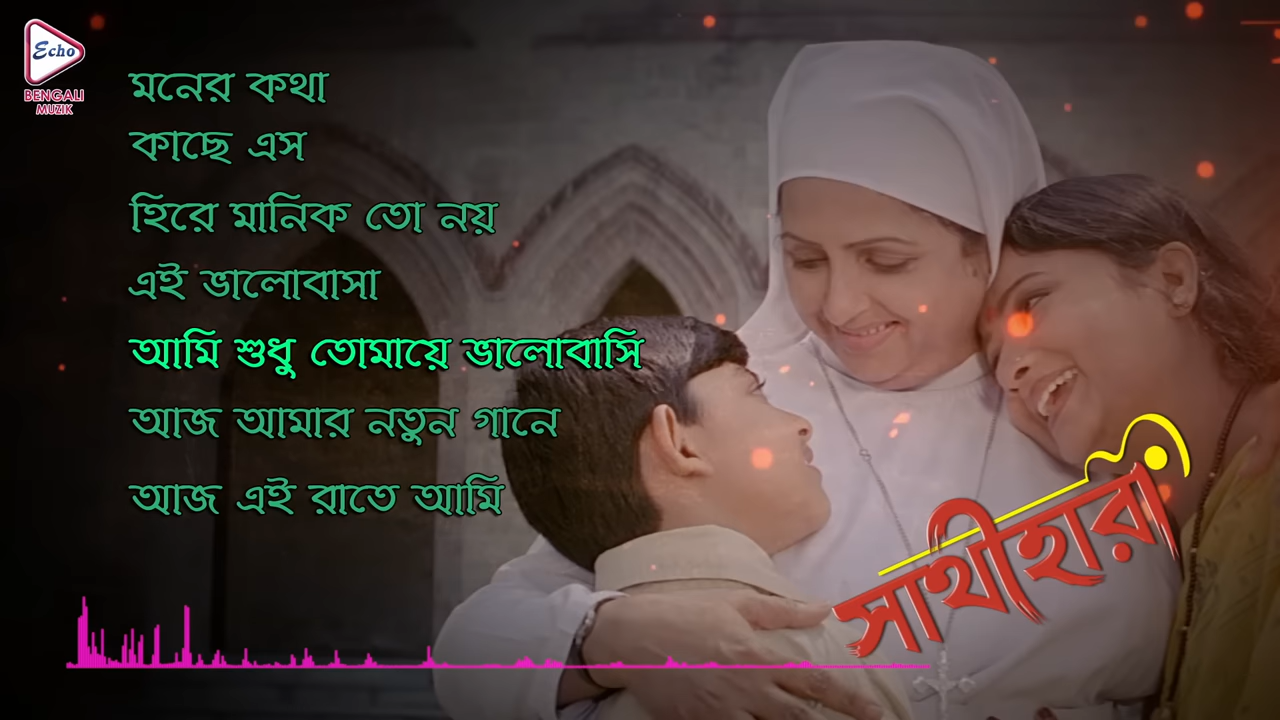 Echo
BENGALI
MUZIK
মনের কথা
কাছে এস
হিরে মানিক তো নয়
এই ভালোবাসা
আমি শুধু তোমায়ে ভালোবাসি
আজ আমার নতুন গানে
আজ এই রাতে আমি
সাথীহারা